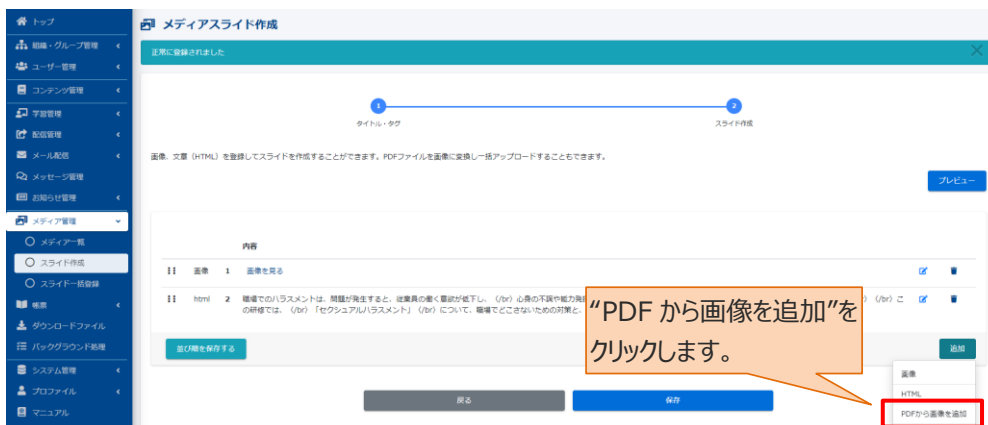 トップ
組織・グループ管理
ユーザー管理
コンテンツ管理
学習管理
配信管理
メール配信
メッセージ管理
お知らせ管理
メディア管理
メディア一覧
スライド作成
スライド一括登録
帳票
ダウンロードファイル
バックグラウンド処理
システム管理
プロファイル
マニュアル
メディアスライド作成
正常に登録されました
1
2
タイトル・タグ
スライド作成
画像、文章（HTML）を登録してスライドを作成することができます。PDFファイルを画像に変換し一括アップロードすることもできます。
プレビュー
内容
画像 1 画像を見る
html 2 職場でのハラスメントは、問題が発生すると、従業員の働く意欲が低下し、（/br）心身の不調や能力発 （/br）こ
の研修では、（/br）「セクシュアルハラスメント」（/br）について、職場でどこさないための対策と、
“PDF から画像を追加”を
クリックします。
並び順を保存する
追加
画像
HTML
PDFから画像を追加
戻る
保存